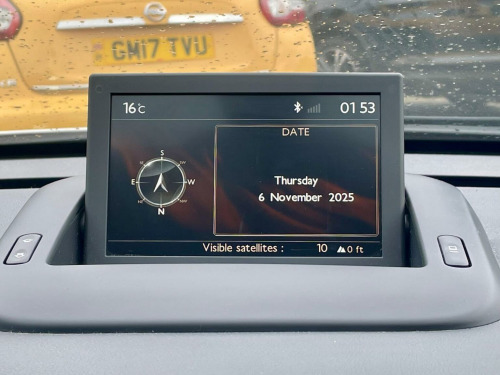 GM17 TVU
16°C
01 53
DATE
S
E W
N
Thursday
6 November 2025
Visible satellites : 10 0 ft